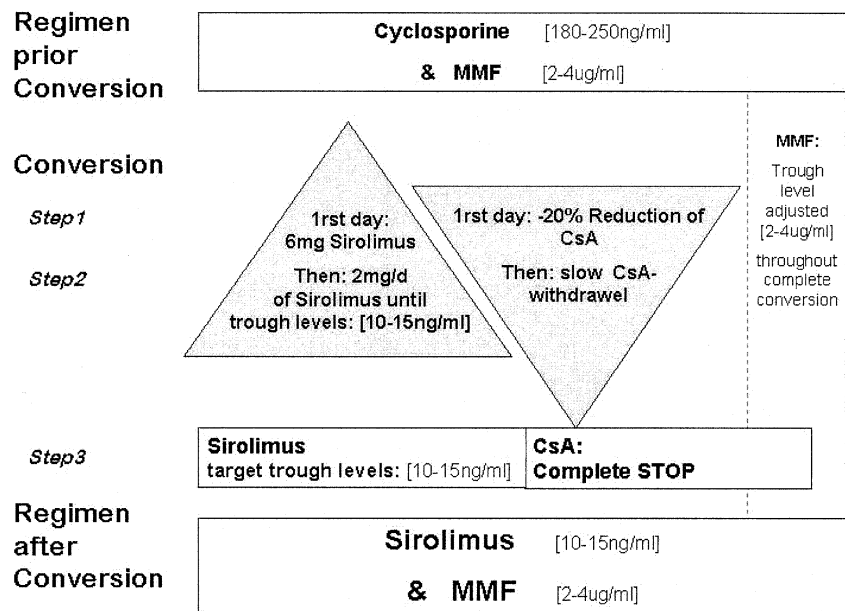 Regimen
prior
Conversion
Cyclosporine [180-250ng/ml]
& MMF [2-4ug/ml]
Conversion
Step1
1rst day:
6mg Sirolimus
1rst day: -20% Reduction of
CsA
Step2
Then: 2mg/d
of Sirolimus until
trough levels: [10-15ng/ml]
Then: slow CsA-
withdrawel
MMF:
Trough
level
adjusted
[2-4ug/ml]
throughout
complete
conversion
Step3
Sirolimus
target trough levels: [10-15ng/ml]
CsA:
Complete STOP
Regimen
after
Conversion
Sirolimus [10-15ng/ml]
& MMF [2-4ug/ml]